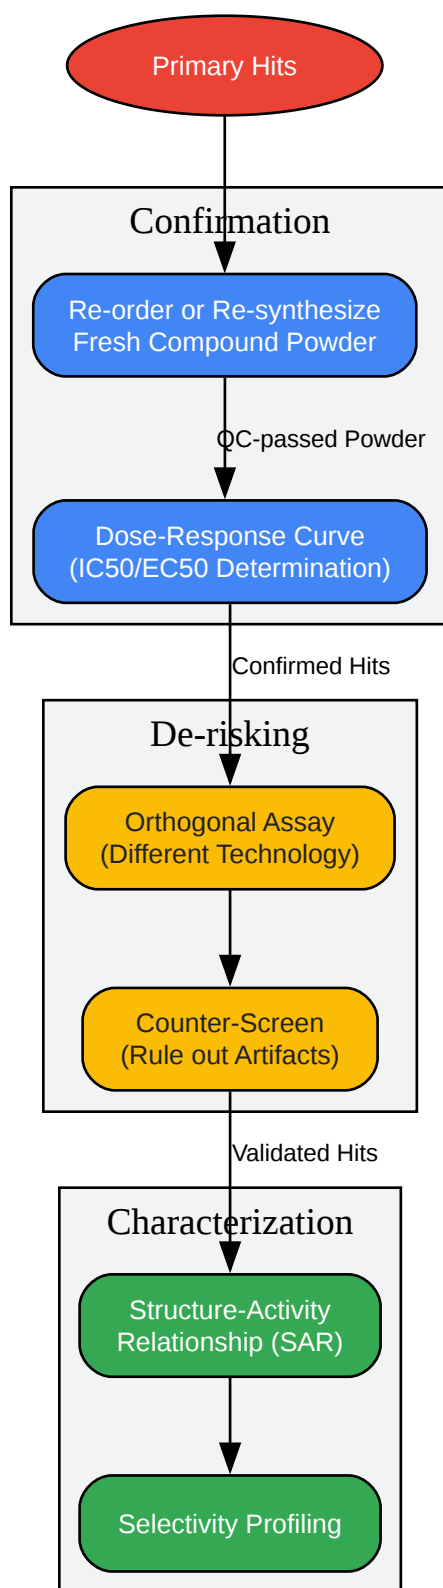 Primary Hits
Confirmation
Re-order or Re-synthesize
Fresh Compound Powder
QC-passed Powder
Dose-Response Curve
(IC50/EC50 Determination)
Confirmed Hits
De-risking
Orthogonal Assay
(Different Technology)
Counter-Screen
(Rule out Artifacts)
Validated Hits
Characterization
Structure-Activity
Relationship (SAR)
Selectivity Profiling